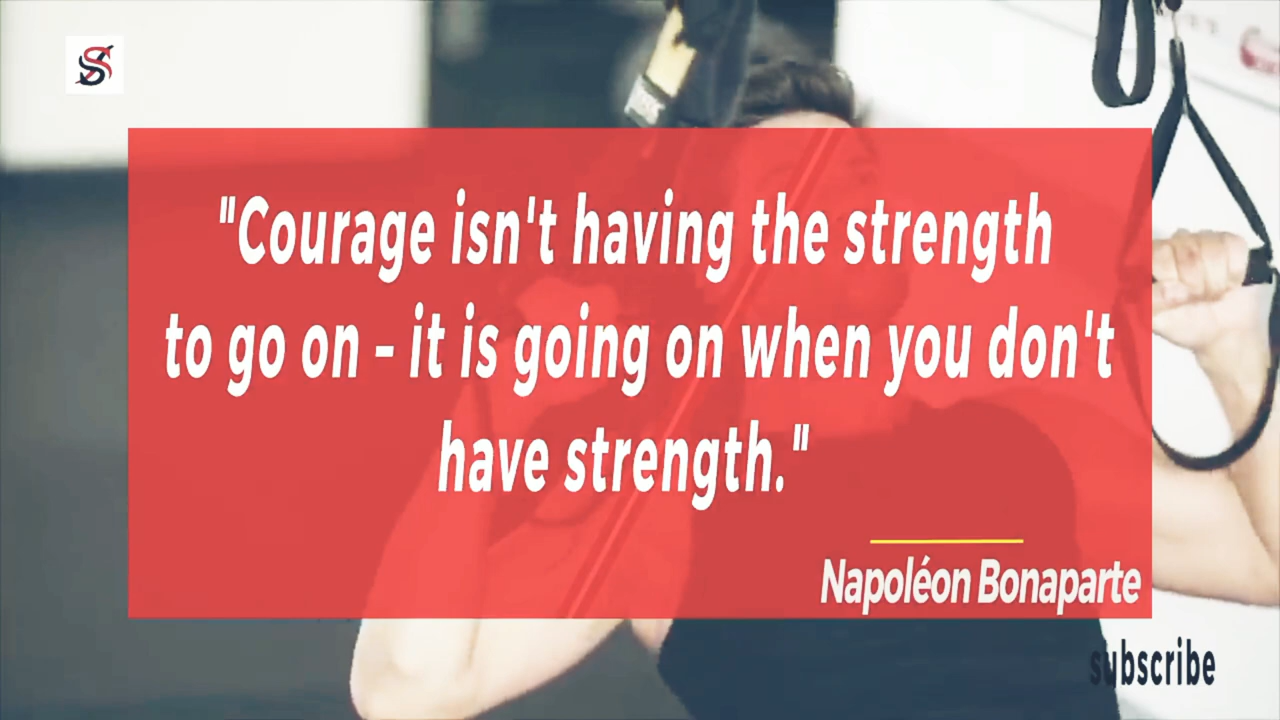 "Courage isn't having the strength
to go on - it is going on when you don't
have strength."
Napoléon Bonaparte
subscribe